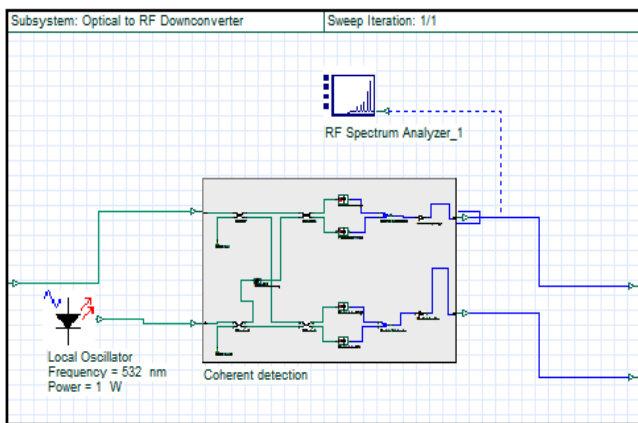 Subsystem: Optical to RF Downconverter
Sweep Iteration: 1/1
RF Spectrum Analyzer_1
Local Oscillator
Frequency = 532 nm
Power = 1 W
Coherent detection